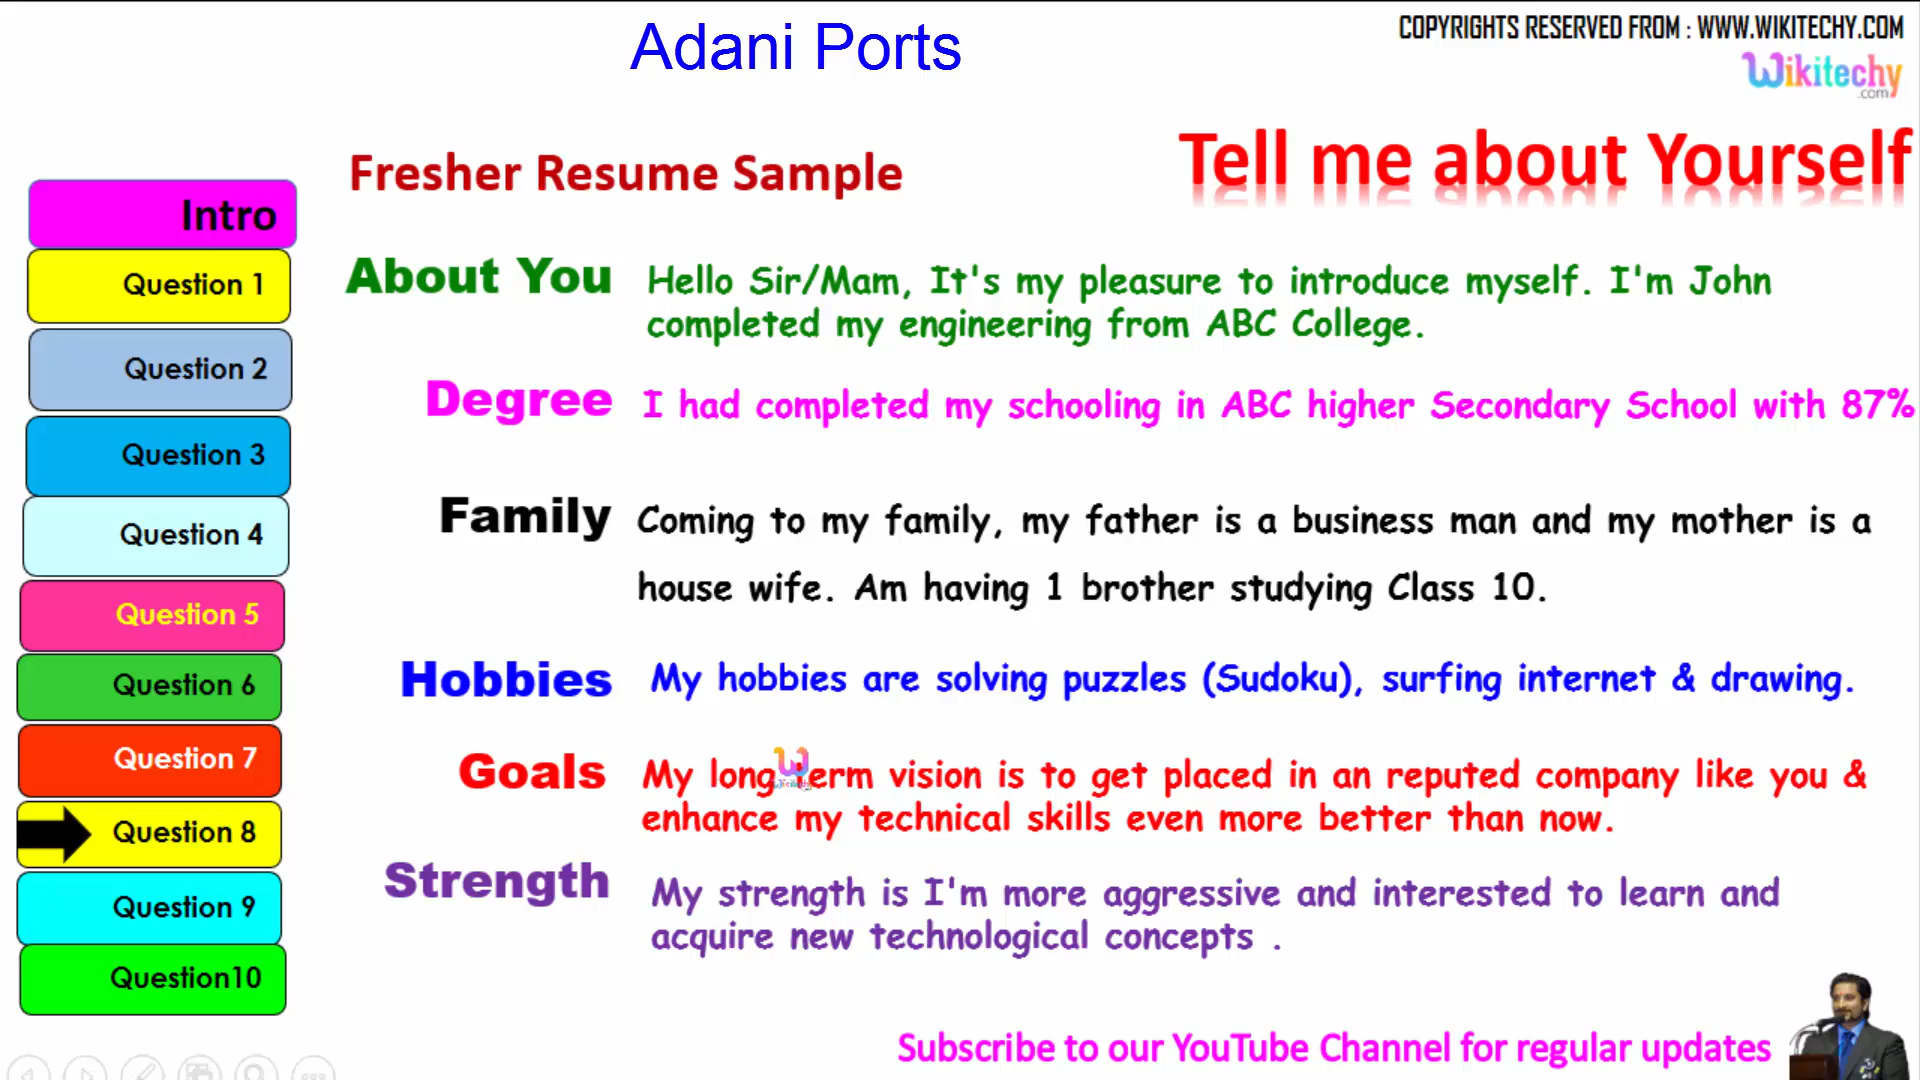 Adani Ports
COPYRIGHTS RESERVED FROM : WWW.WIKITECHY.COM
Wikitechy
.com
Fresher Resume Sample
Tell me about Yourself
Intro
Question 1
Question 2
Question 3
Question 4
Question 5
Question 6
Question 7
Question 8
Question 9
Question10
About You
Hello Sir/Mam, It's my pleasure to introduce myself. I'm John
completed my engineering from ABC College.
Degree
I had completed my schooling in ABC higher Secondary School with 87%
Family
Coming to my family, my father is a business man and my mother is a
house wife. Am having 1 brother studying Class 10.
Hobbies
My hobbies are solving puzzles (Sudoku), surfing internet & drawing.
Goals
My long erm vision is to get placed in an reputed company like you &
enhance my technical skills even more better than now.
Strength
My strength is I'm more aggressive and interested to learn and
acquire new technological concepts .
Subscribe to our YouTube Channel for regular updates